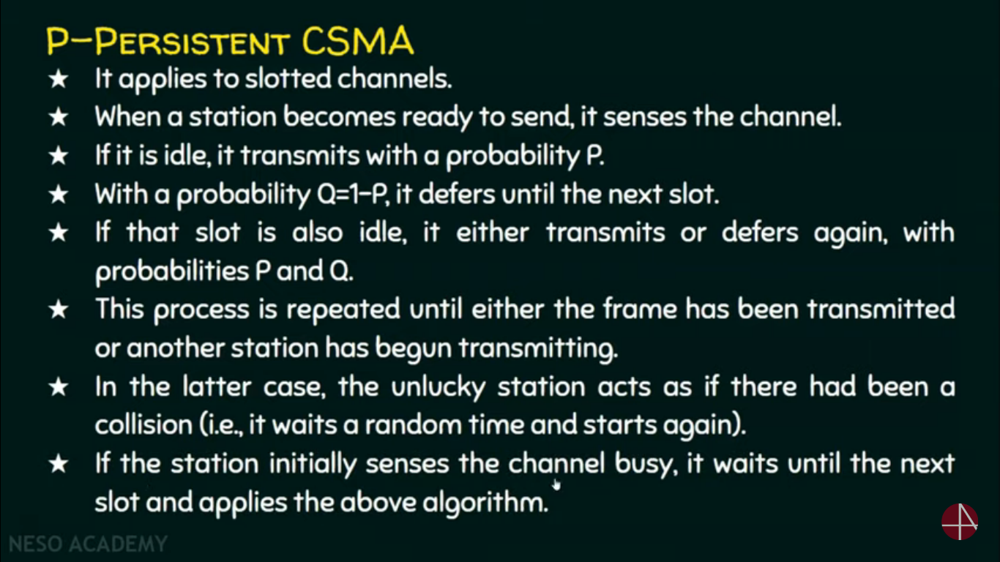 P-PERSISTENT CSMA
★ It applies to slotted channels.
★ When a station becomes ready to send, it senses the channel.
★ If it is idle, it transmits with a probability P.
★ With a probability Q=1-P, it defers until the next slot.
★ If that slot is also idle, it either transmits or defers again, with
probabilities P and Q.
★ This process is repeated until either the frame has been transmitted
or another station has begun transmitting.
★ In the latter case, the unlucky station acts as if there had been a
collision (i.e., it waits a random time and starts again).
★ If the station initially senses the channel busy, it waits until the next
slot and applies the above algorithm.
NESO ACADEMY